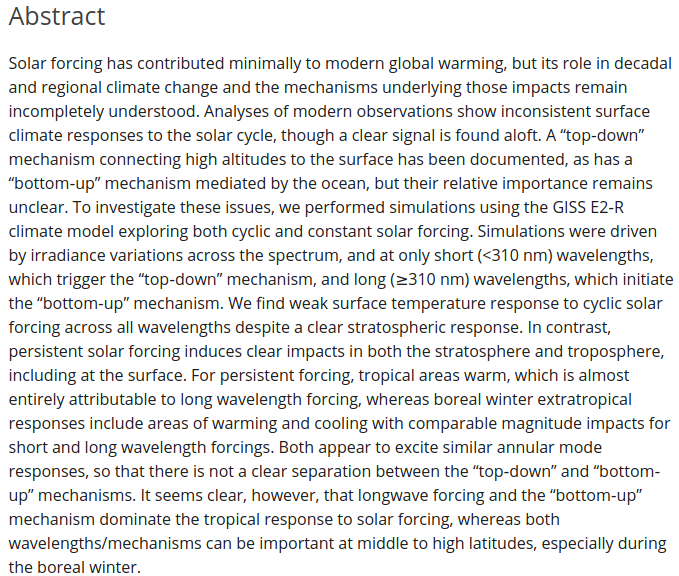 Abstract
Solar forcing has contributed minimally to modern global warming, but its role in decadal
and regional climate change and the mechanisms underlying those impacts remain
incompletely understood. Analyses of modern observations show inconsistent surface
climate responses to the solar cycle, though a clear signal is found aloft. A “top-down”
mechanism connecting high altitudes to the surface has been documented, as has a
“bottom-up” mechanism mediated by the ocean, but their relative importance remains
unclear. To investigate these issues, we performed simulations using the GISS E2-R
climate model exploring both cyclic and constant solar forcing. Simulations were driven
by irradiance variations across the spectrum, and at only short (<310 nm) wavelengths,
which trigger the “top-down” mechanism, and long (≥310 nm) wavelengths, which initiate
the “bottom-up” mechanism. We find weak surface temperature response to cyclic solar
forcing across all wavelengths despite a clear stratospheric response. In contrast,
persistent solar forcing induces clear impacts in both the stratosphere and troposphere,
including at the surface. For persistent forcing, tropical areas warm, which is almost
entirely attributable to long wavelength forcing, whereas boreal winter extratropical
responses include areas of warming and cooling with comparable magnitude impacts for
short and long wavelength forcings. Both appear to excite similar annular mode
responses, so that there is not a clear separation between the “top-down” and “bottom-
up” mechanisms. It seems clear, however, that longwave forcing and the “bottom-up”
mechanism dominate the tropical response to solar forcing, whereas both
wavelengths/mechanisms can be important at middle to high latitudes, especially during
the boreal winter.